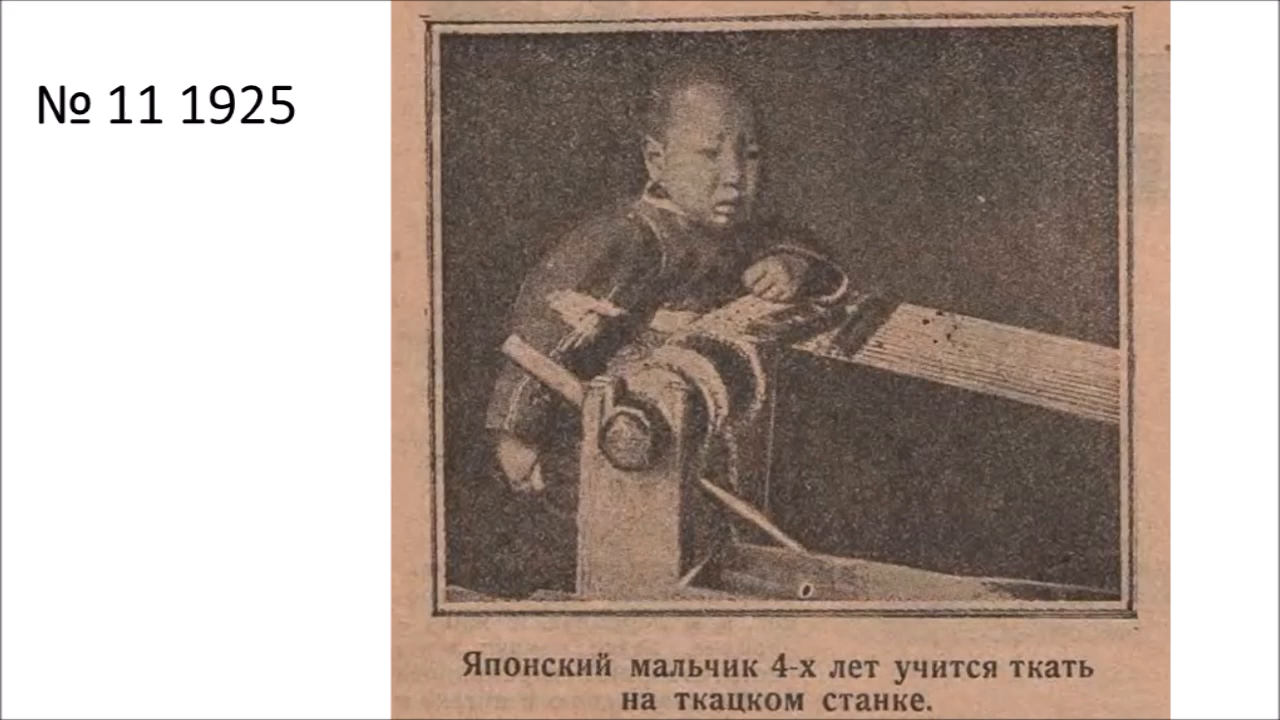 № 11 1925
Японский мальчик 4-х лет учится ткать
на ткацком станке.